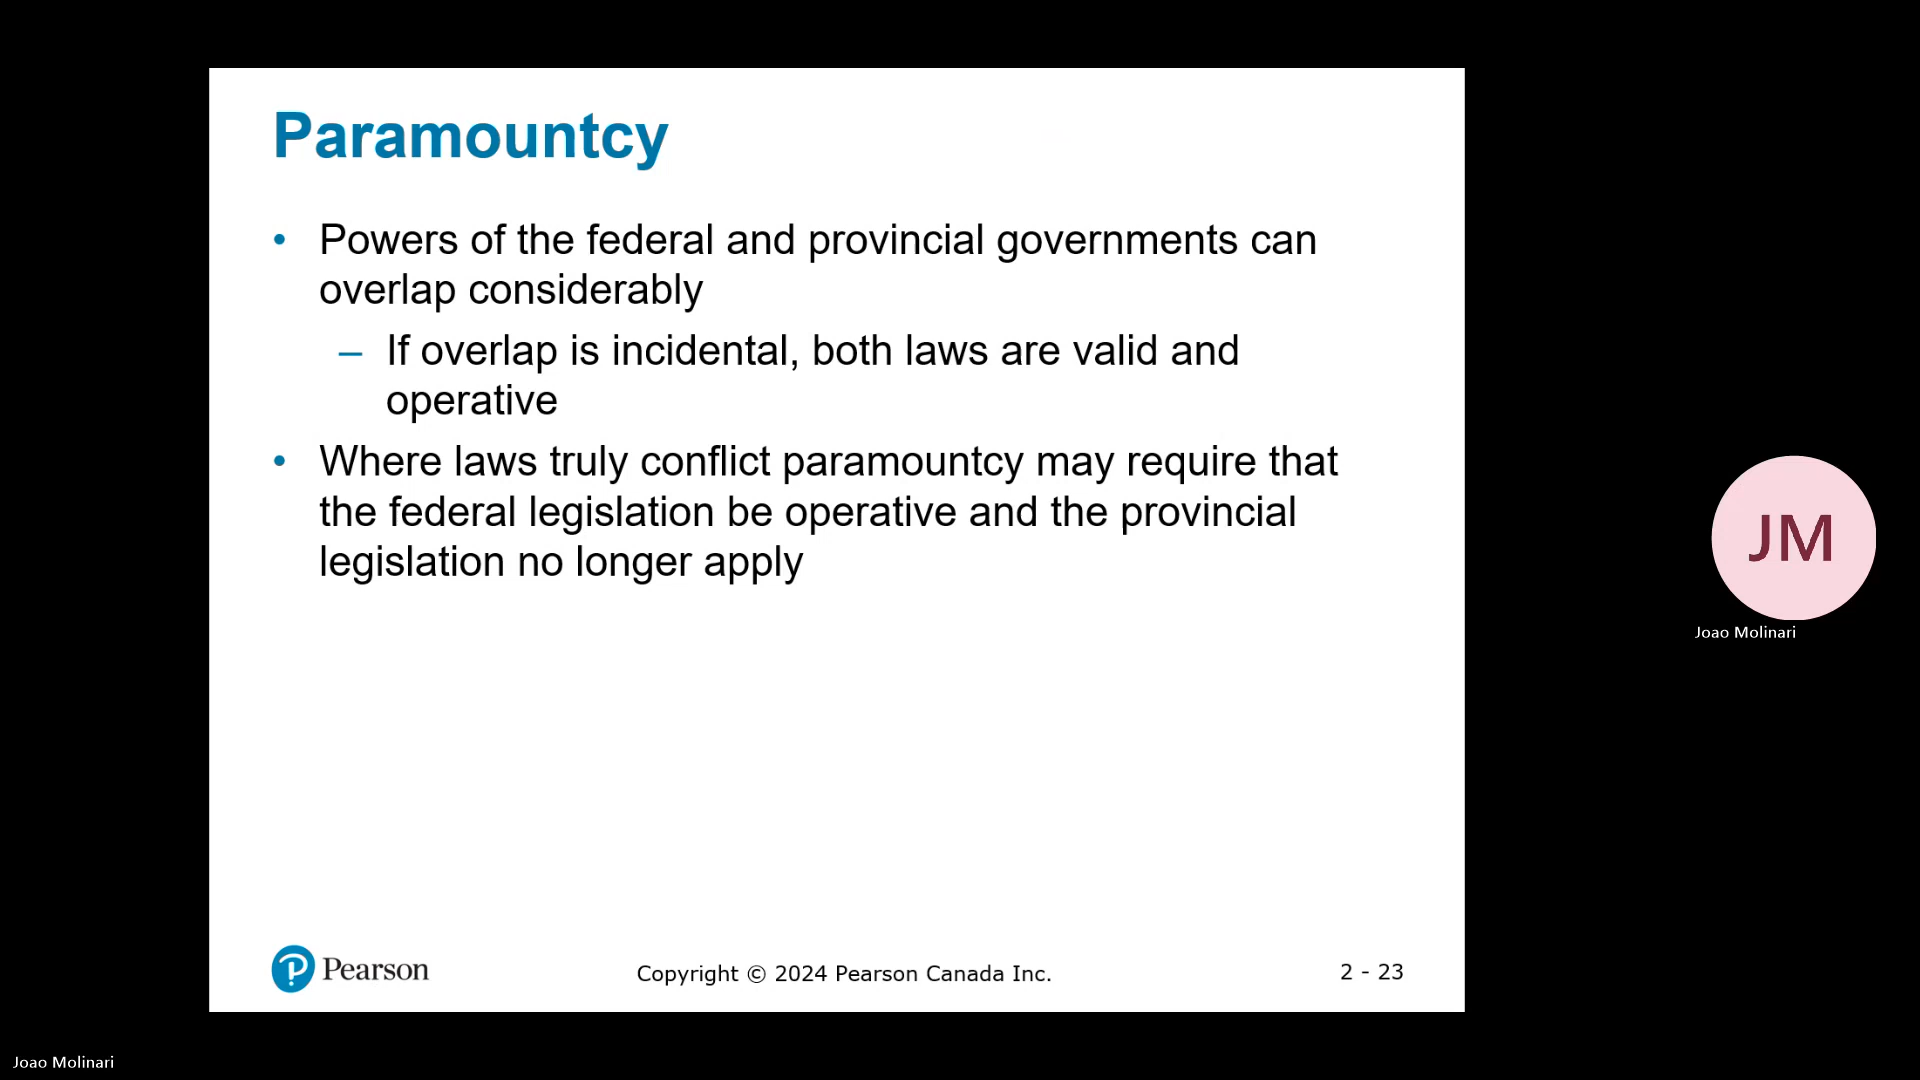 Paramountcy
• Powers of the federal and provincial governments can
overlap considerably
– If overlap is incidental, both laws are valid and
operative
• Where laws truly conflict paramountcy may require that
the federal legislation be operative and the provincial
legislation no longer apply
JM
Joao Molinari
Pearson
Copyright © 2024 Pearson Canada Inc.
2 - 23
Joao Molinari